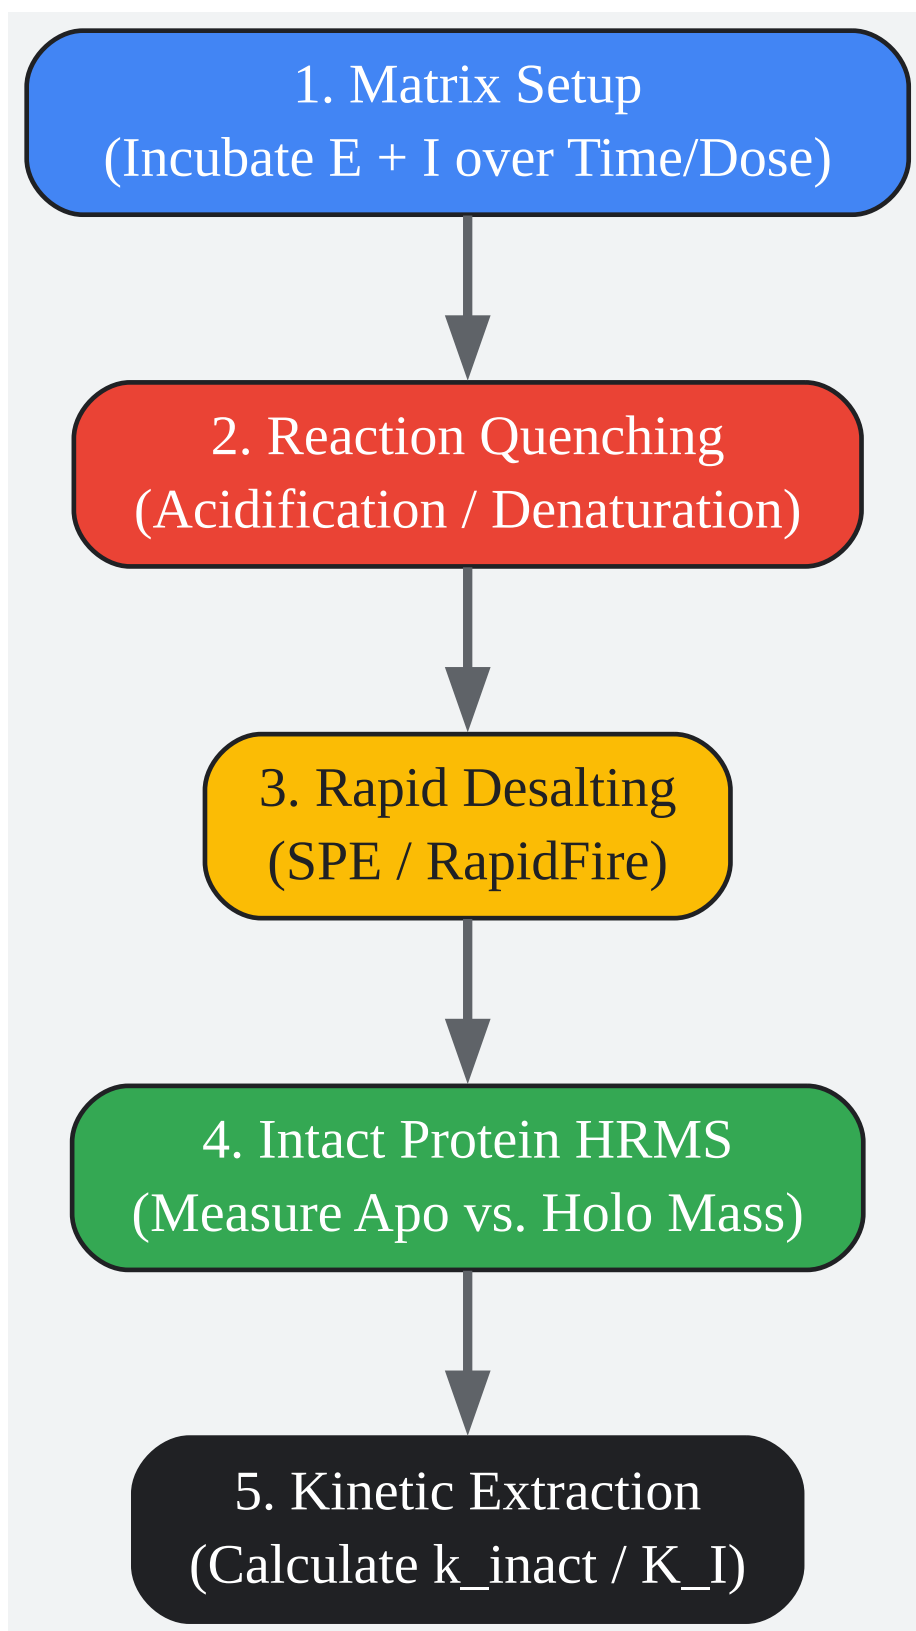 1. Matrix Setup
(Incubate E + I over Time/Dose)
2. Reaction Quenching
(Acidification / Denaturation)
3. Rapid Desalting
(SPE / RapidFire)
4. Intact Protein HRMS
(Measure Apo vs. Holo Mass)
5. Kinetic Extraction
(Calculate k_inact / K_I)